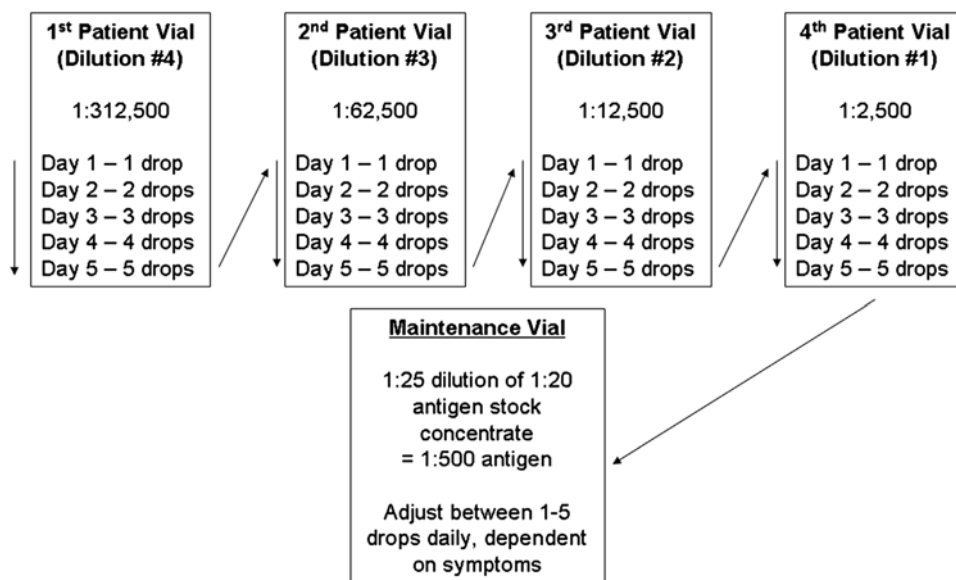 1st Patient Vial
(Dilution #4)
1:312,500
Day 1 – 1 drop
Day 2 – 2 drops
Day 3 – 3 drops
Day 4 – 4 drops
Day 5 – 5 drops
2nd Patient Vial
(Dilution #3)
1:62,500
Day 1 – 1 drop
Day 2 – 2 drops
Day 3 – 3 drops
Day 4 – 4 drops
Day 5 – 5 drops
3rd Patient Vial
(Dilution #2)
1:12,500
Day 1 – 1 drop
Day 2 – 2 drops
Day 3 – 3 drops
Day 4 – 4 drops
Day 5 – 5 drops
4th Patient Vial
(Dilution #1)
1:2,500
Day 1 – 1 drop
Day 2 – 2 drops
Day 3 – 3 drops
Day 4 – 4 drops
Day 5 – 5 drops
Maintenance Vial
1:25 dilution of 1:20
antigen stock
concentrate
= 1:500 antigen
Adjust between 1-5
drops daily, dependent
on symptoms